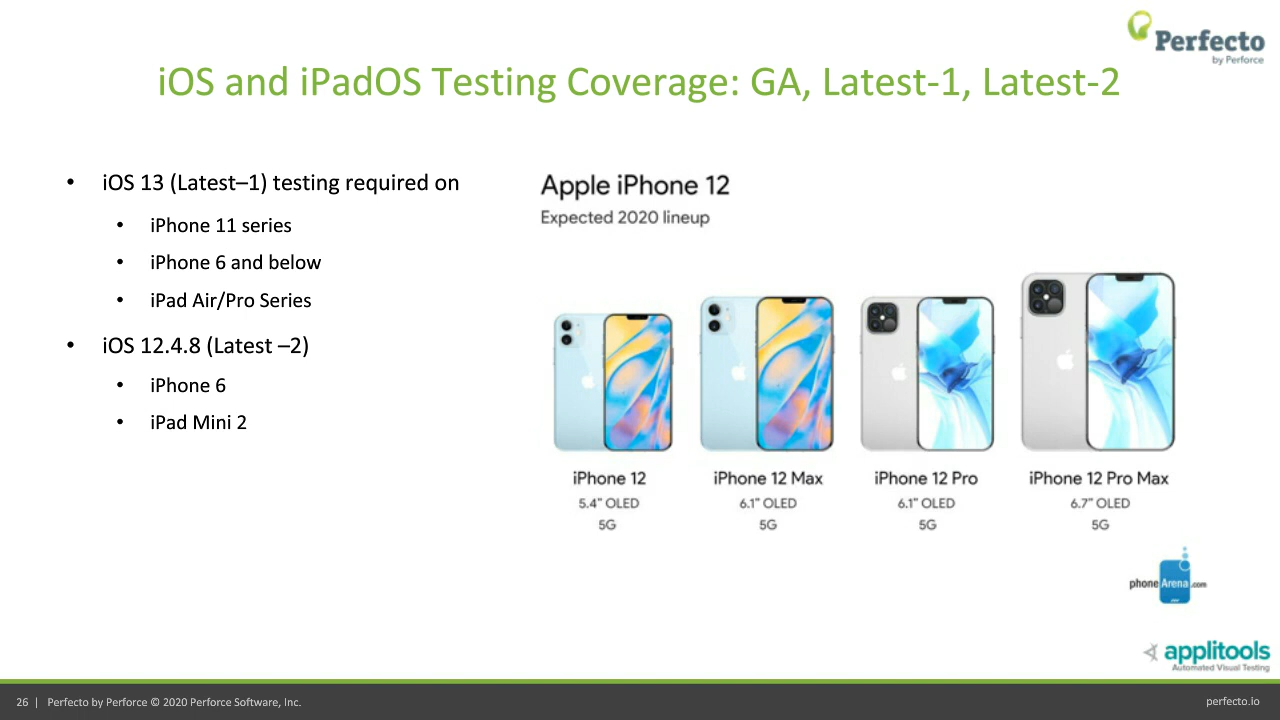 Perfecto
by Perforce
iOS and iPadOS Testing Coverage: GA, Latest-1, Latest-2
• iOS 13 (Latest–1) testing required on
• iPhone 11 series
• iPhone 6 and below
• iPad Air/Pro Series
• iOS 12.4.8 (Latest –2)
• iPhone 6
• iPad Mini 2
Apple iPhone 12
Expected 2020 lineup
iPhone 12
5.4" OLED
5G
iPhone 12 Max
6.1" OLED
5G
iPhone 12 Pro
6.1" OLED
5G
iPhone 12 Pro Max
6.7" OLED
5G
phoneArena.com
applitools
Automated Visual Testing
26 | Perfecto by Perforce © 2020 Perforce Software, Inc.
perfecto.io